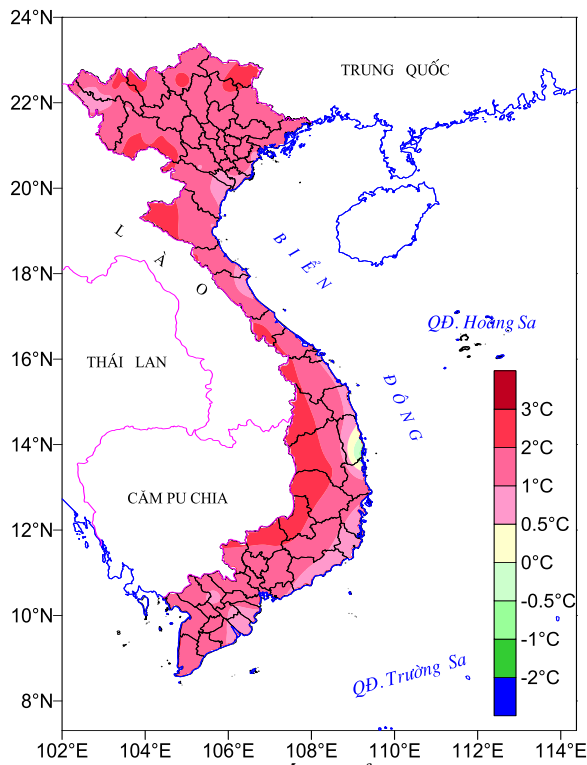 24°N
TRUNG QUỐC
22°N
20°N
LÀO
BIỂN
18°N
QĐ. Hoàng Sa
16°N
THÁI LAN
ĐÔNG
3°C
2°C
14°N
1°C
CĂM PU CHIA
0.5°C
12°N
0°C
-0.5°C
10°N
-1°C
-2°C
QĐ. Trường Sa
8°N
102°E 104°E 106°E 108°E 110°E 112°E 114°E